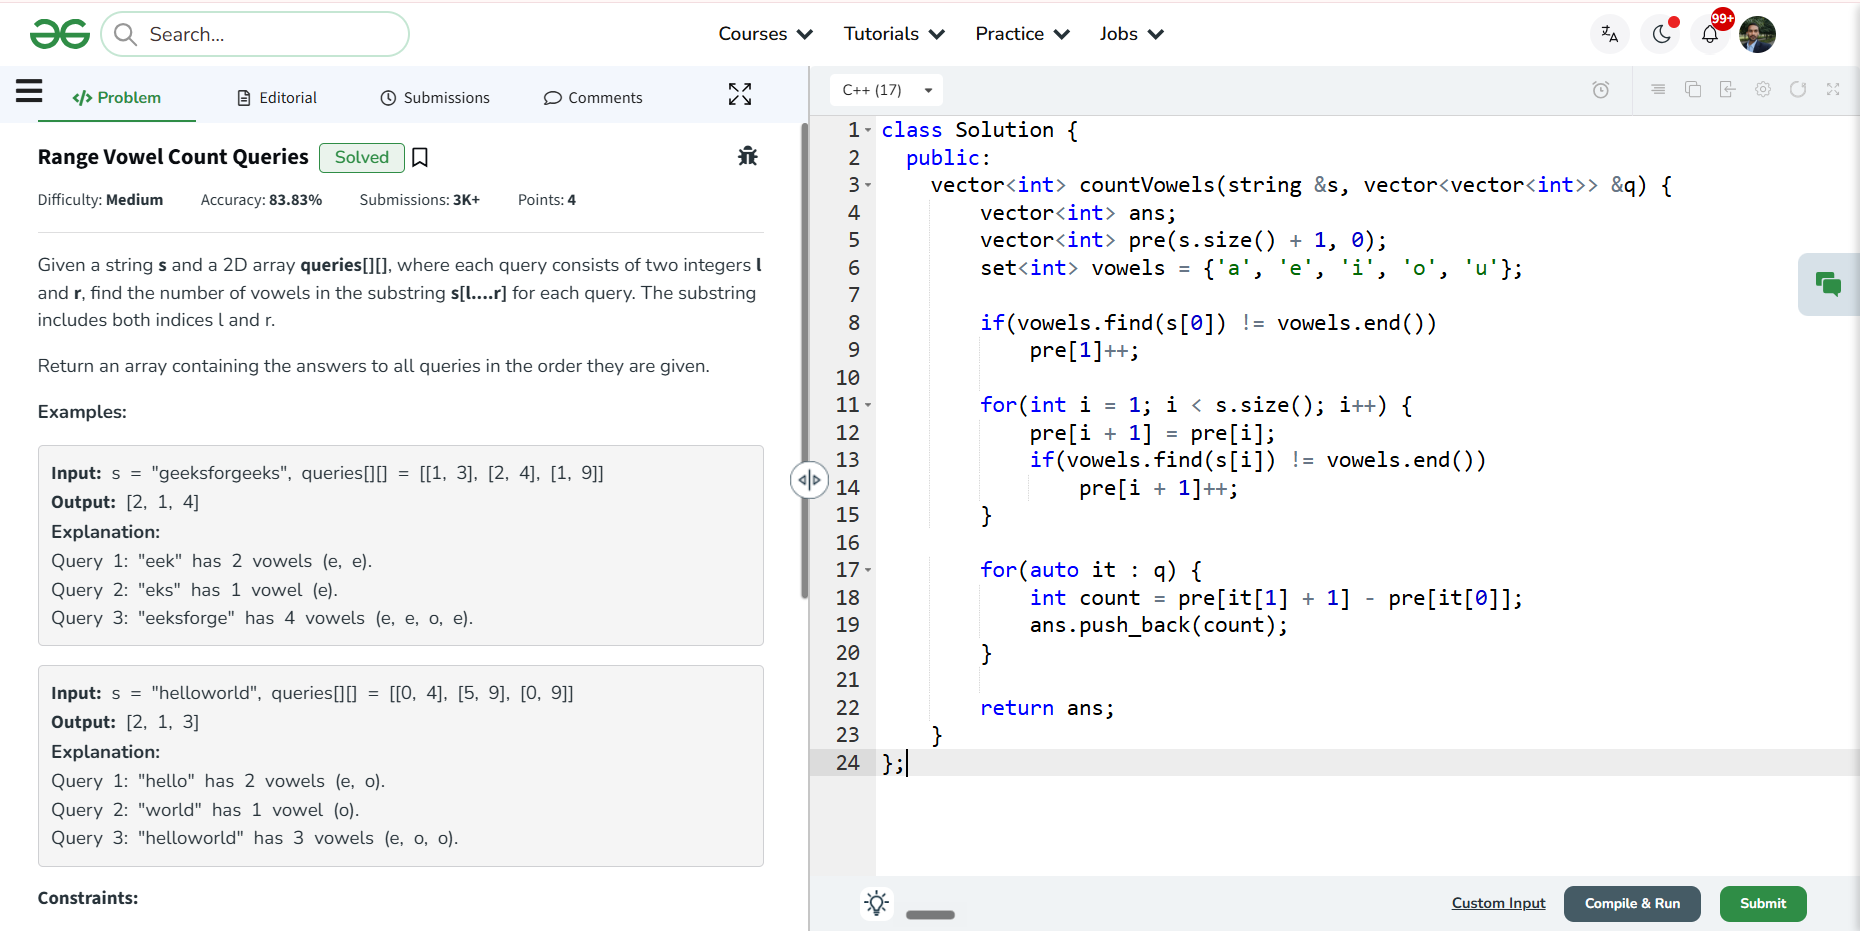 Search...
Courses
Tutorials
Practice
Jobs
99+
Problem
Editorial
Submissions
Comments
Range Vowel Count Queries
Solved
Difficulty: Medium
Accuracy: 83.83%
Submissions: 3K+
Points: 4
Given a string s and a 2D array queries[][], where each query consists of two integers l
and r, find the number of vowels in the substring s[l....r] for each query. The substring
includes both indices l and r.
Return an array containing the answers to all queries in the order they are given.
Examples:
Input: s = "geeksforgeeks", queries[][] = [[1, 3], [2, 4], [1, 9]]
Output: [2, 1, 4]
Explanation:
Query 1: "eek" has 2 vowels (e, e).
Query 2: "eks" has 1 vowel (e).
Query 3: "eeksforge" has 4 vowels (e, e, o, e).
Input: s = "helloworld", queries[][] = [[0, 4], [5, 9], [0, 9]]
Output: [2, 1, 3]
Explanation:
Query 1: "hello" has 2 vowels (e, o).
Query 2: "world" has 1 vowel (o).
Query 3: "helloworld" has 3 vowels (e, o, o).
Constraints:
C++ (17)
1 class Solution {
2 public:
3 vector<int> countVowels(string &s, vector<vector<int>> &q) {
4 vector<int> ans;
5 vector<int> pre(s.size() + 1, 0);
6 set<int> vowels = {'a', 'e', 'i', 'o', 'u'};
7
8 if(vowels.find(s[0]) != vowels.end())
9 pre[1]++;
10
11 for(int i = 1; i < s.size(); i++) {
12 pre[i + 1] = pre[i];
13 if(vowels.find(s[i]) != vowels.end())
14 pre[i + 1]++;
15 }
16
17 for(auto it : q) {
18 int count = pre[it[1] + 1] - pre[it[0]];
19 ans.push_back(count);
20 }
21
22 return ans;
23 }
24 };
Custom Input
Compile & Run
Submit